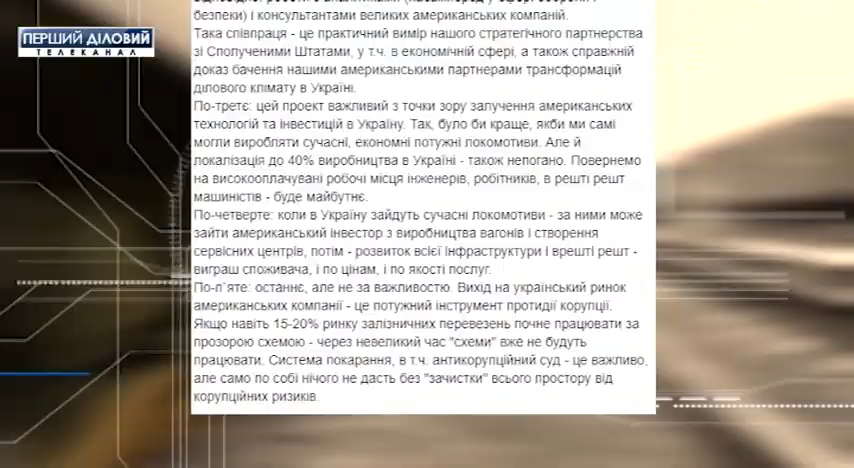 ПЕРШИЙ ДІЛОВИЙ
ТЕЛЕКАНАЛ
безпеки) і консультантами великих американських компаній.
Така співпраця - це практичний вимір нашого стратегічного партнерства
зі Сполученими Штатами, у т.ч. в економічній сфері, а також справжній
доказ бачення нашими американськими партнерами трансформацій
ділового клімату в Україні.
По-третє: цей проект важливий з точки зору залучення американських
технологій та інвестицій в Україну. Так, було би краще, якби ми самі
могли виробляти сучасні, економні потужні локомотиви. Але й
локалізація до 40% виробництва в Україні - також непогано. Повернемо
на високооплачувані робочі місця інженерів, робітників, в решті решт
машиністів - буде майбутнє.
По-четверте: коли в Україну зайдуть сучасні локомотиви - за ними може
зайти американський інвестор з виробництва вагонів і створення
сервісних центрів, потім - розвиток всієї інфраструктури і врешті решт -
виграш споживача, і по цінам, і по якості послуг.
По-п`яте: останнє, але не за важливостю. Вихід на український ринок
американських компанії - це потужний інструмент протидії корупції.
Якщо навіть 15-20% ринку залізничних перевезень почне працювати за
прозорою схемою - через невеликий час "схеми" вже не будуть
працювати. Система покарання, в т.ч. антикорупційний суд - це важливо,
але само по собі нічого не дасть без "зачистки" всього простору від
корупційних ризиків.